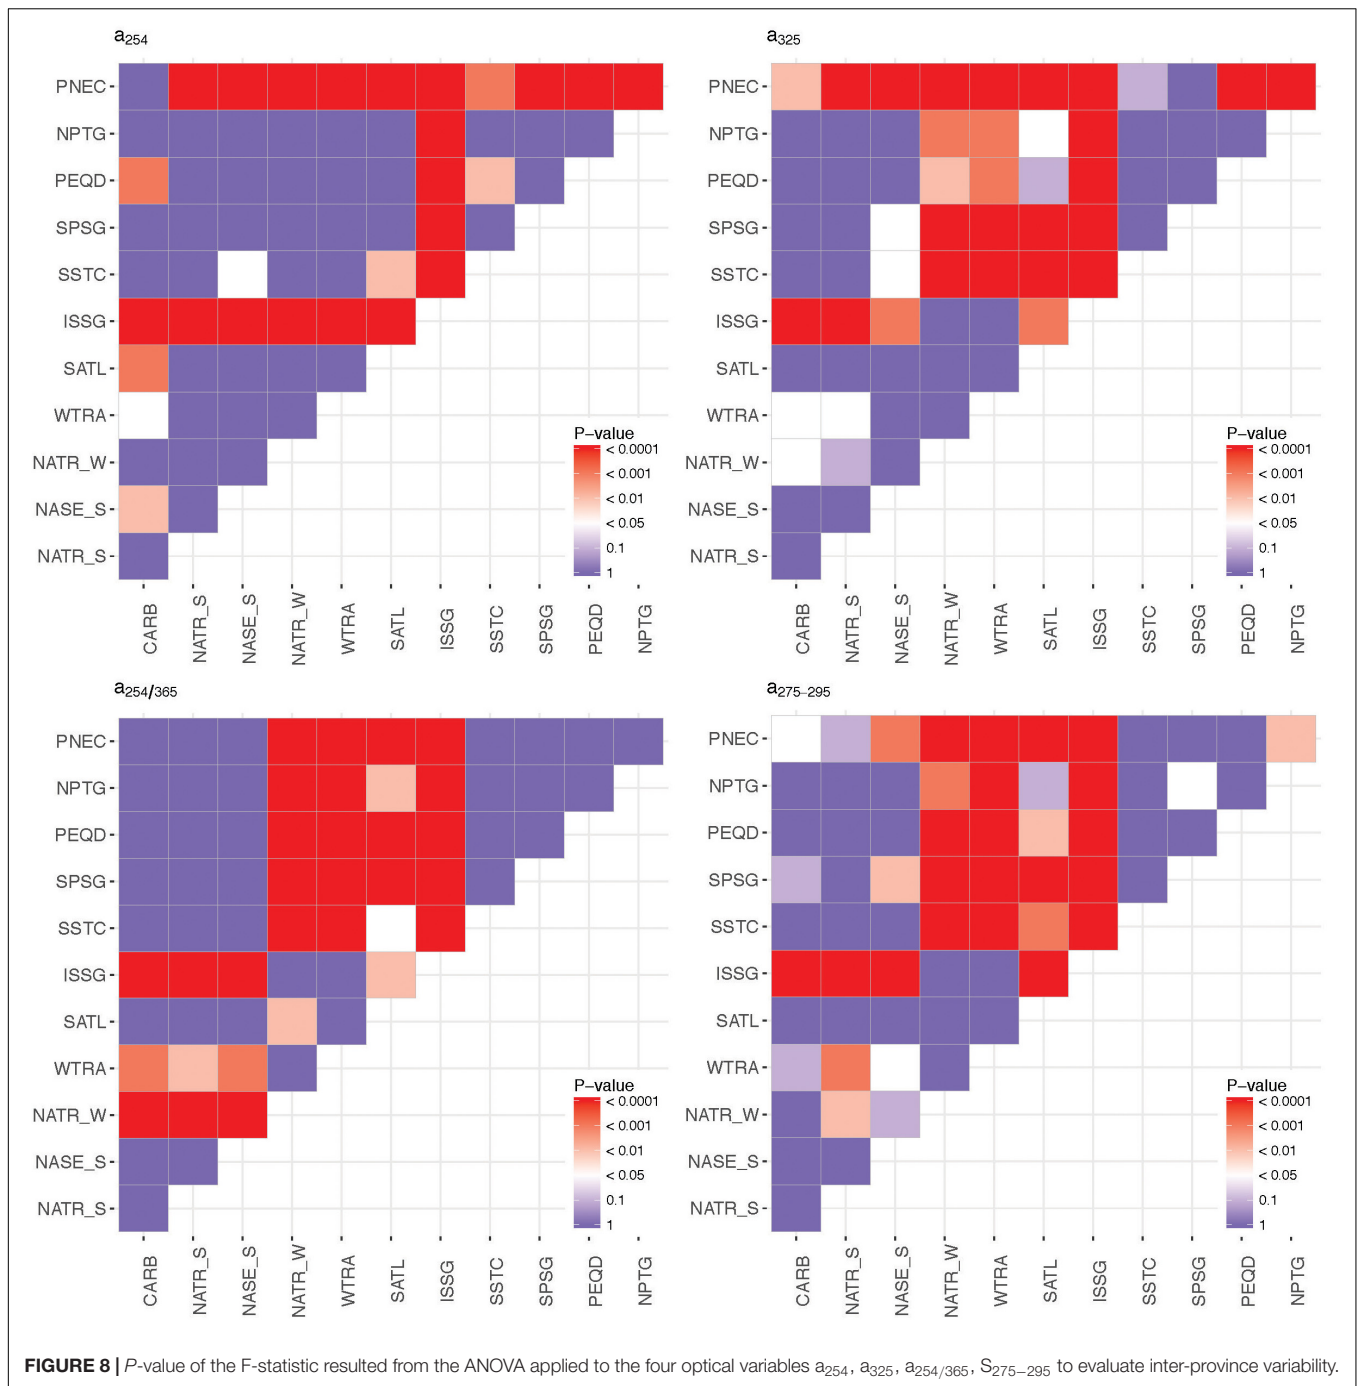 a254
PNEC
NPTG
PEQD
SPSG
SSTC
ISSG
SATL
WTRA
NATR_W
NASE_S
NATR_S
P-value
< 0.0001
< 0.001
< 0.01
< 0.05
0.1
1
CARB
NATR_S
NASE_S
NATR_W
WTRA
SATL
ISSG
SSTC
SPSG
PEQD
NPTG
a325
PNEC
NPTG
PEQD
SPSG
SSTC
ISSG
SATL
WTRA
NATR_W
NASE_S
NATR_S
P-value
< 0.0001
< 0.001
< 0.01
< 0.05
0.1
1
CARB
NATR_S
NASE_S
NATR_W
WTRA
SATL
ISSG
SSTC
SPSG
PEQD
NPTG
a254/365
PNEC
NPTG
PEQD
SPSG
SSTC
ISSG
SATL
WTRA
NATR_W
NASE_S
NATR_S
P-value
< 0.0001
< 0.001
< 0.01
< 0.05
0.1
1
CARB
NATR_S
NASE_S
NATR_W
WTRA
SATL
ISSG
SSTC
SPSG
PEQD
NPTG
a275-295
PNEC
NPTG
PEQD
SPSG
SSTC
ISSG
SATL
WTRA
NATR_W
NASE_S
NATR_S
P-value
< 0.0001
< 0.001
< 0.01
< 0.05
0.1
1
CARB
NATR_S
NASE_S
NATR_W
WTRA
SATL
ISSG
SSTC
SPSG
PEQD
NPTG
FIGURE 8 | P-value of the F-statistic resulted from the ANOVA applied to the four optical variables a254, a325, a254/365, S275−295 to evaluate inter-province variability.